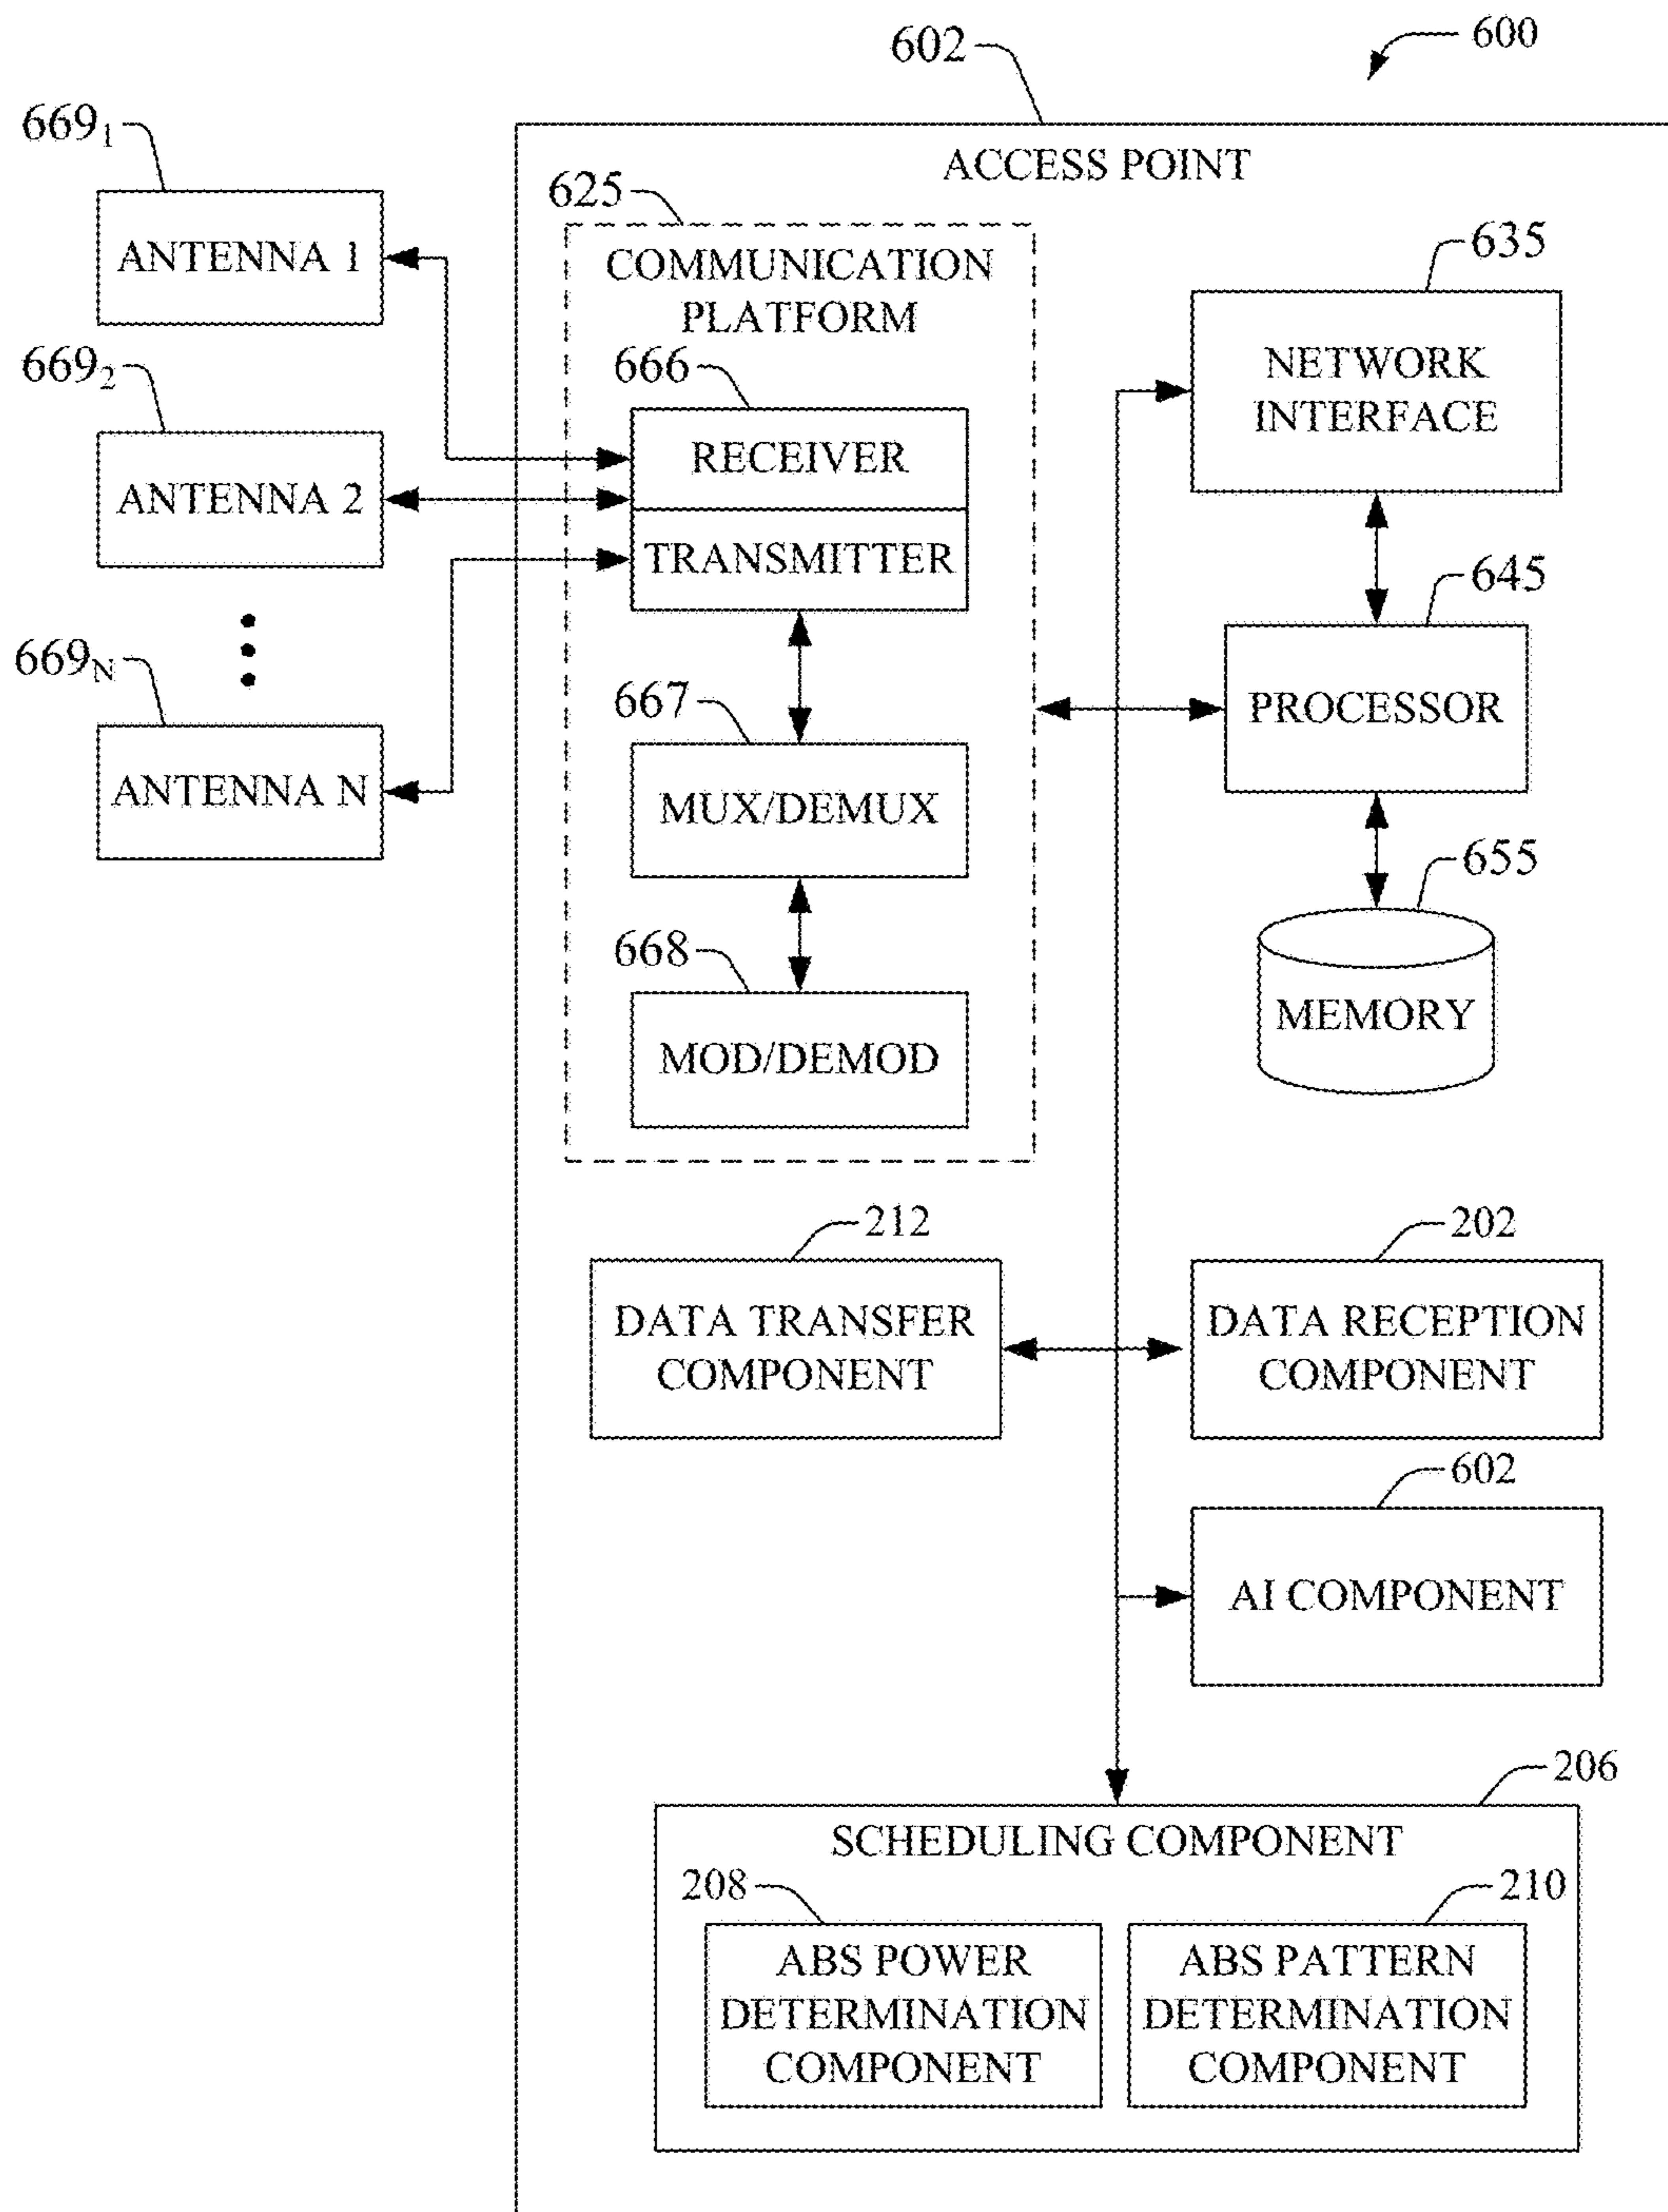 600
602
ACCESS POINT
669₁
ANTENNA 1
669₂
ANTENNA 2
669N
ANTENNA N
625
COMMUNICATION
PLATFORM
666
RECEIVER
TRANSMITTER
667
MUX/DEMUX
668
MOD/DEMOD
635
NETWORK
INTERFACE
645
PROCESSOR
655
MEMORY
212
DATA TRANSFER
COMPONENT
202
DATA RECEPTION
COMPONENT
602
AI COMPONENT
206
SCHEDULING COMPONENT
208
ABS POWER
DETERMINATION
COMPONENT
210
ABS PATTERN
DETERMINATION
COMPONENT